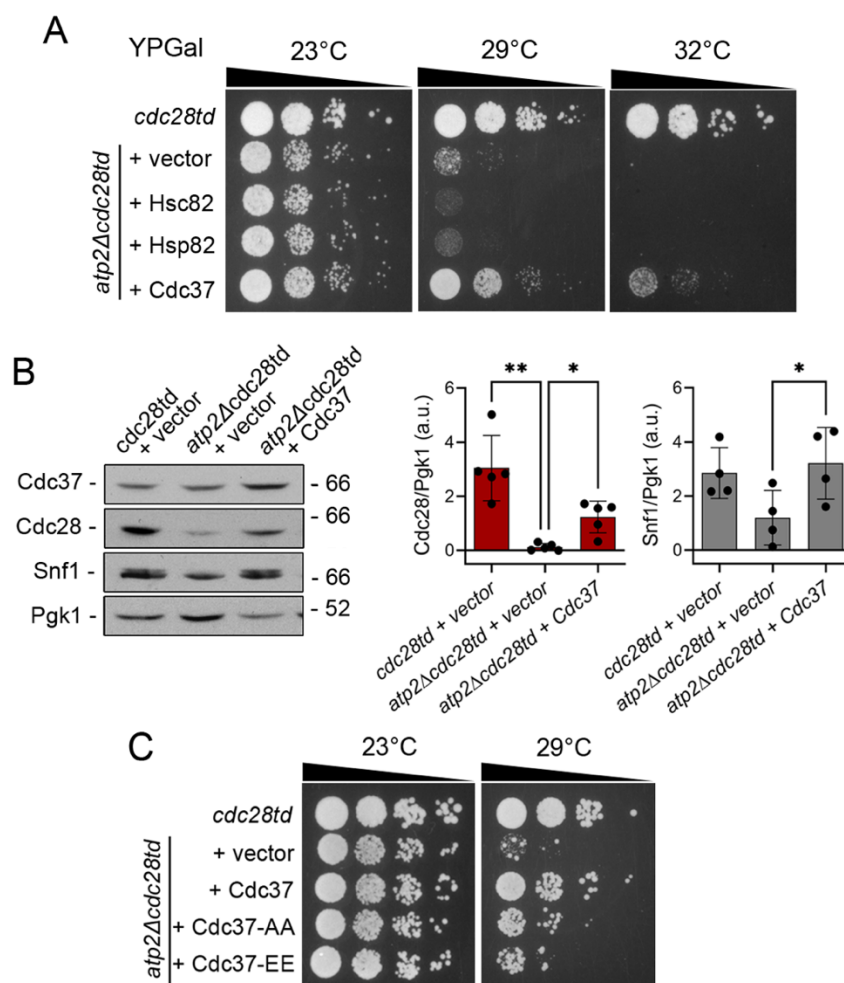 A
YPGal 23°C 29°C 32°C
cdc28td
atp2Δcdc28td
+ vector
+ Hsc82
+ Hsp82
+ Cdc37
B
cdc28td + vector
atp2Δcdc28td + vector
atp2Δcdc28td + Cdc37
Cdc37 - - 66
Cdc28 - - 66
Snf1 - - 66
Pgk1 - - 52
Cdc28/Pgk1 (a.u.)
6
4
2
0
** *
cdc28td + vector
atp2Δcdc28td + vector
atp2Δcdc28td + Cdc37
Snf1/Pgk1 (a.u.)
6
4
2
0
*
cdc28td + vector
atp2Δcdc28td + vector
atp2Δcdc28td + Cdc37
C
23°C 29°C
cdc28td
atp2Δcdc28td
+ vector
+ Cdc37
+ Cdc37-AA
+ Cdc37-EE